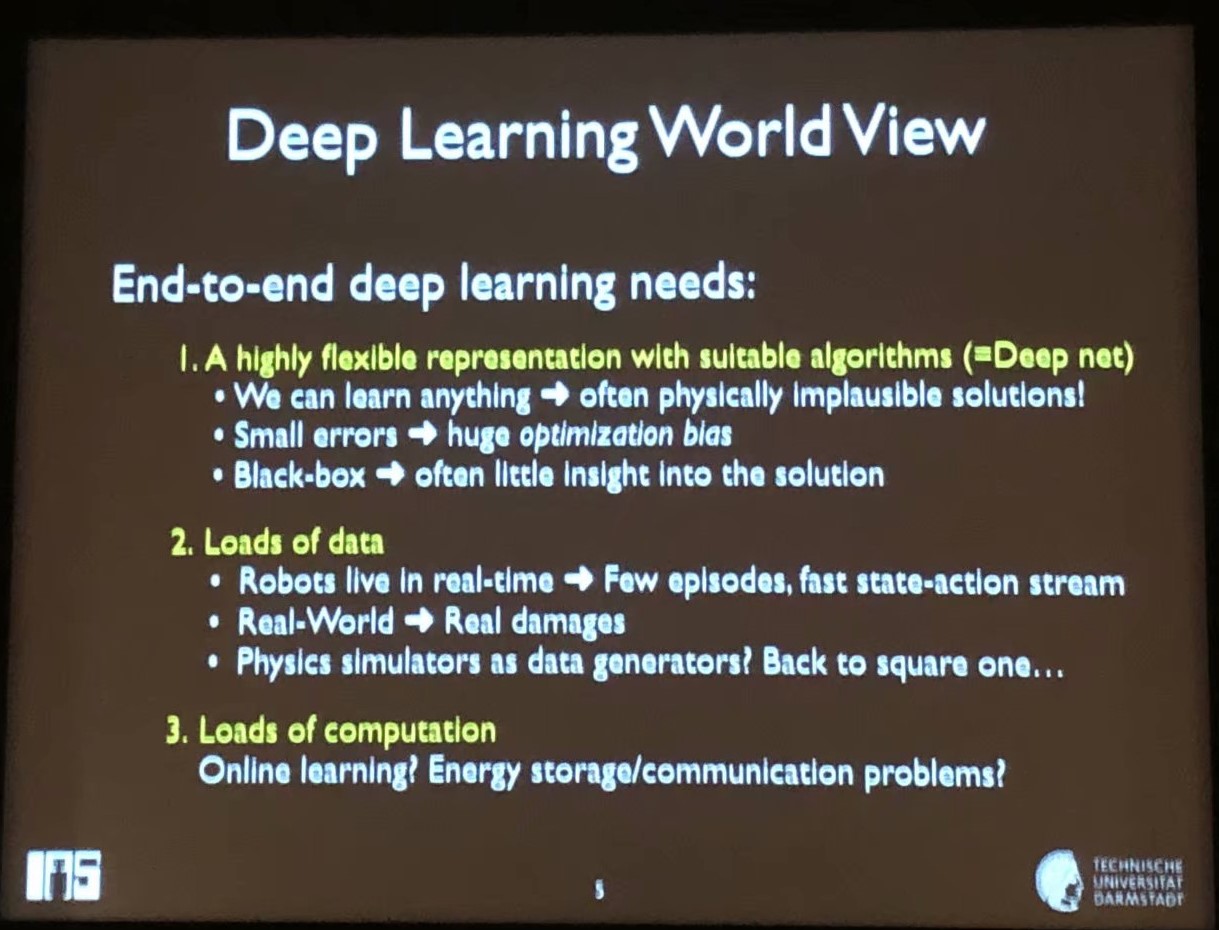 Deep Learning World View
End-to-end deep learning needs:
1. A highly flexible representation with suitable algorithms (=Deep net)
• We can learn anything ➔ often physically implausible solutions!
• Small errors ➔ huge optimization bias
• Black-box ➔ often little insight into the solution
2. Loads of data
• Robots live in real-time ➔ Few episodes, fast state-action stream
• Real-World ➔ Real damages
• Physics simulators as data generators? Back to square one...
3. Loads of computation
Online learning? Energy storage/communication problems?
IAS
5
TECHNISCHE
UNIVERSITÄT
DARMSTADT